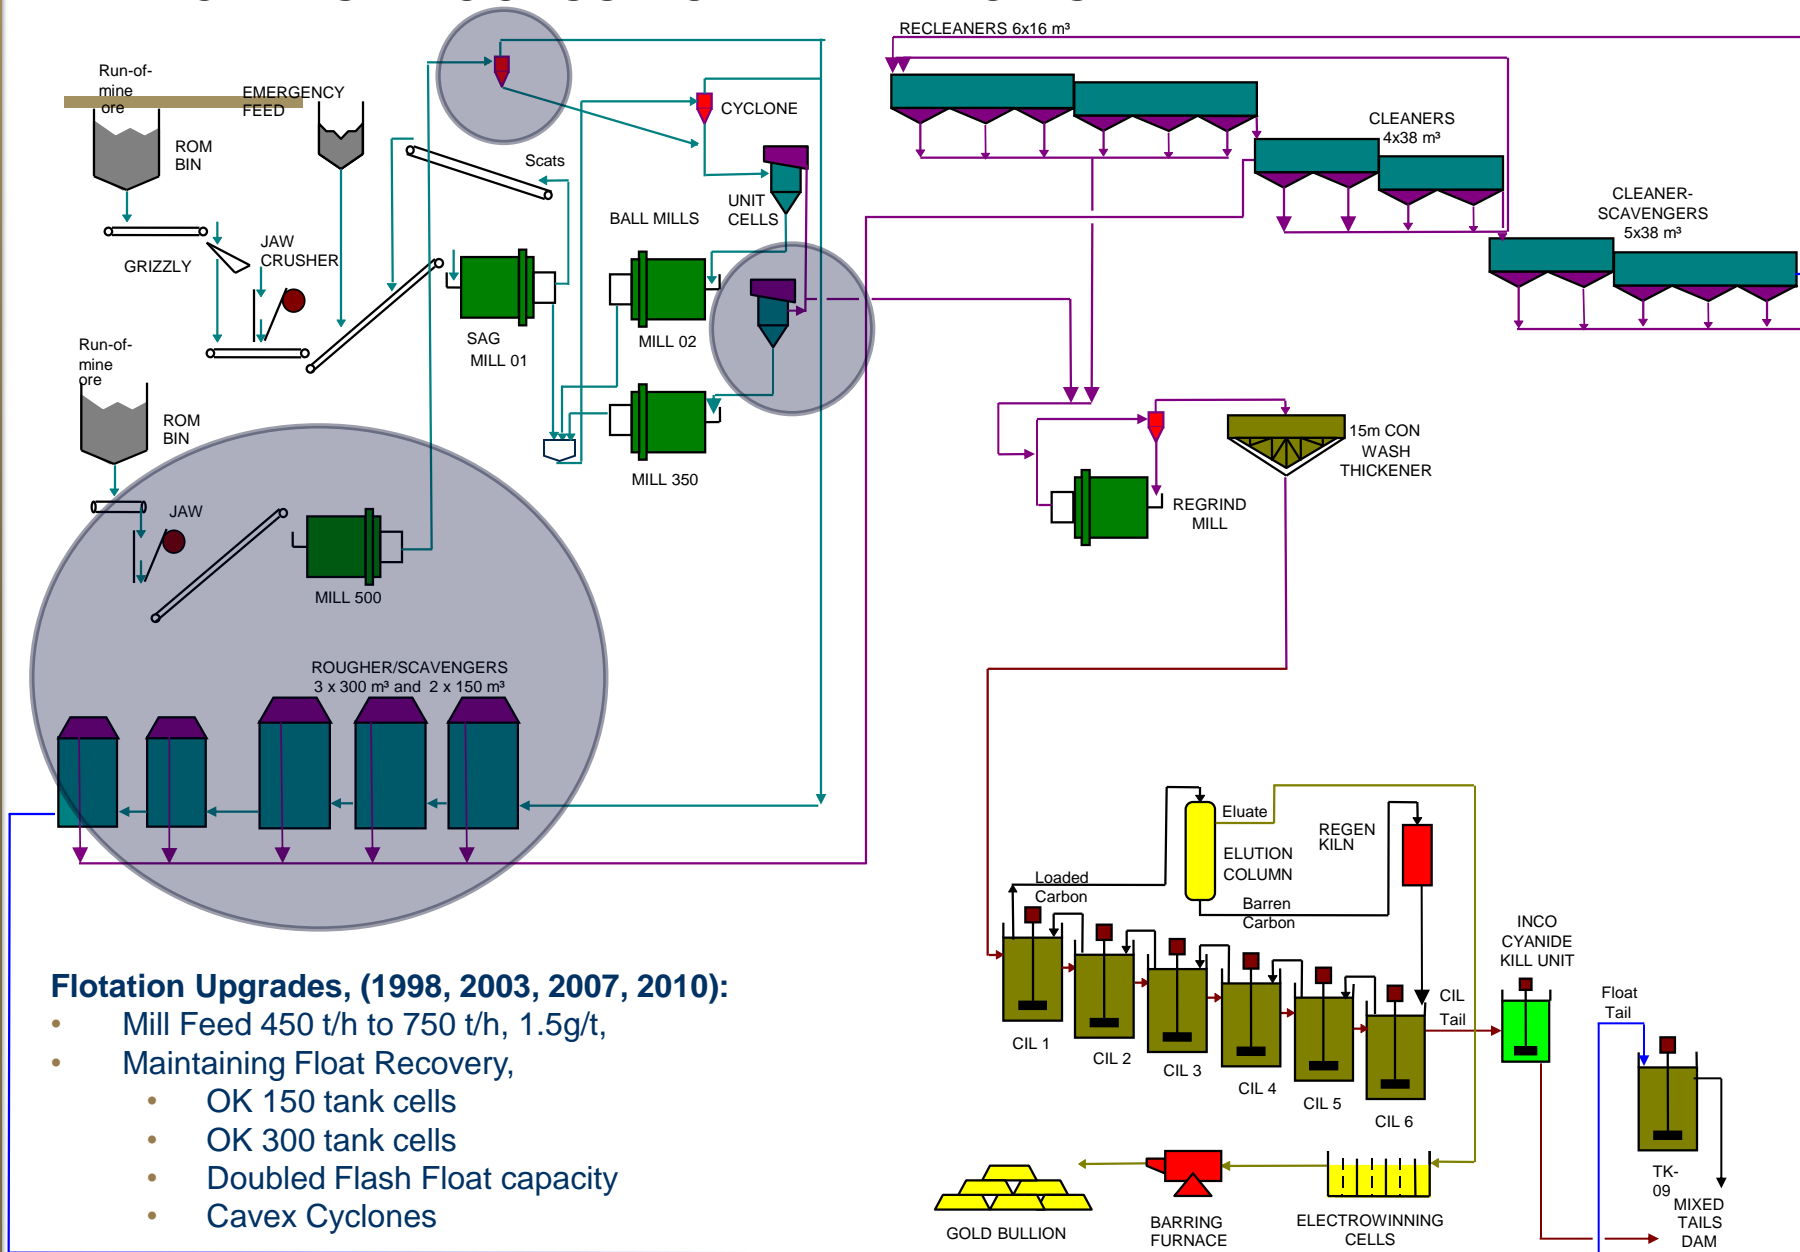 RECLEANERS 6x16 m³
Run-of-
mine
ore
EMERGENCY
FEED
ROM
BIN
CYCLONE
CLEANERS
4x38 m³
Scats
UNIT
CELLS
BALL MILLS
CLEANER-
SCAVENGERS
5x38 m³
GRIZZLY
JAW
CRUSHER
SAG
MILL 01
MILL 02
Run-of-
mine
ore
ROM
BIN
MILL 350
15m CON
WASH
THICKENER
REGRIND
MILL
JAW
MILL 500
ROUGHER/SCAVENGERS
3 x 300 m³ and 2 x 150 m³
Eluate
ELUTION
COLUMN
REGEN
KILN
Loaded
Carbon
Barren
Carbon
INCO
CYANIDE
KILL UNIT
CIL
Tail
Float
Tail
CIL 1
CIL 2
CIL 3
CIL 4
CIL 5
CIL 6
TK-
09
MIXED
TAILS
DAM
GOLD BULLION
BARRING
FURNACE
ELECTROWINNING
CELLS
Flotation Upgrades, (1998, 2003, 2007, 2010):
• Mill Feed 450 t/h to 750 t/h, 1.5g/t,
• Maintaining Float Recovery,
• OK 150 tank cells
• OK 300 tank cells
• Doubled Flash Float capacity
• Cavex Cyclones